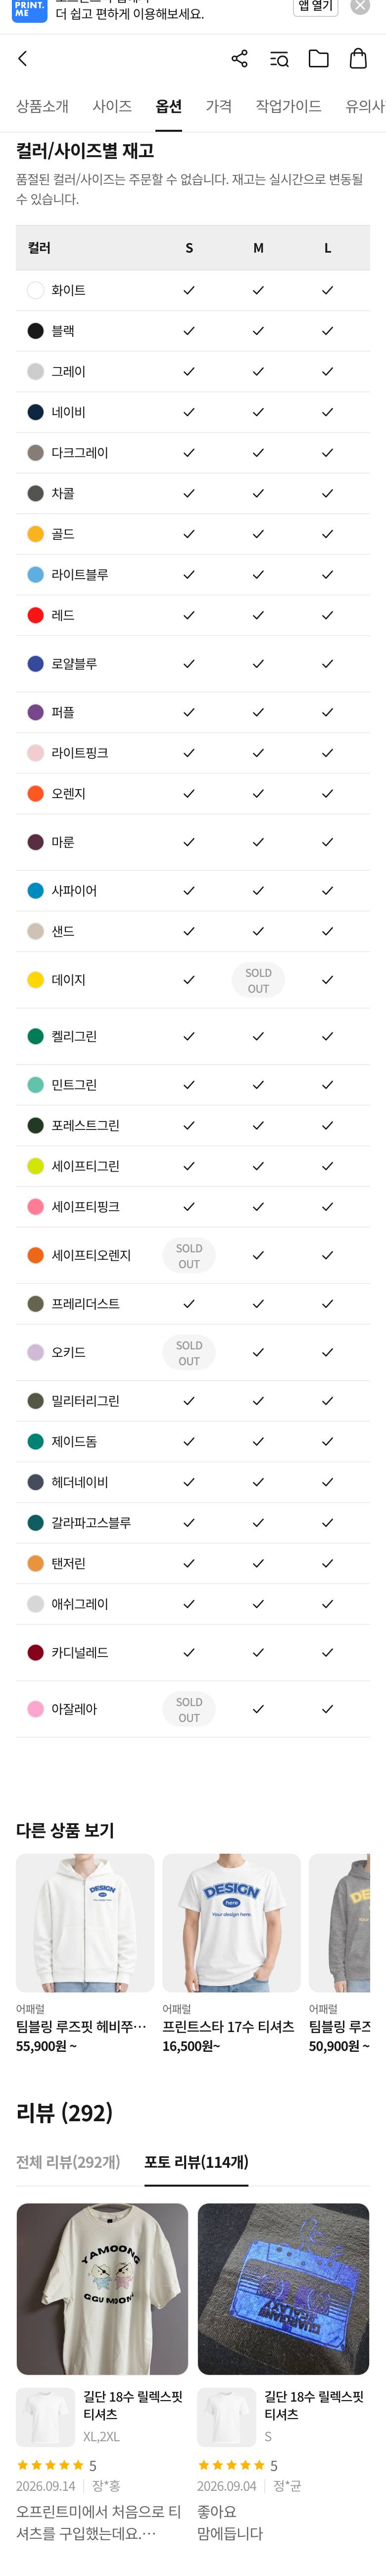 PRINT.
ME
더 쉽고 편하게 이용해보세요.
앱 열기
상품소개 사이즈 옵션 가격 작업가이드 유의사
컬러/사이즈별 재고
품절된 컬러/사이즈는 주문할 수 없습니다. 재고는 실시간으로 변동될
수 있습니다.
컬러 S M L
화이트
블랙
그레이
네이비
다크그레이
차콜
골드
라이트블루
레드
로얄블루
퍼플
라이트핑크
오렌지
마룬
사파이어
샌드
데이지 SOLD
OUT
켈리그린
민트그린
포레스트그린
세이프티그린
세이프티핑크
세이프티오렌지 SOLD
OUT
프레리더스트
오키드 SOLD
OUT
밀리터리그린
제이드돔
헤더네이비
갈라파고스블루
탠저린
애쉬그레이
카디널레드
아잘레아 SOLD
OUT
다른 상품 보기
DESIGN
here
DESIGN
here
Your design here.
어패럴
팀블링 루즈핏 헤비쭈…
55,900원 ~
어패럴
프린트스타 17수 티셔츠
16,500원~
어패럴
팀블링 루즈
50,900원 ~
리뷰 (292)
전체 리뷰(292개) 포토 리뷰(114개)
YAMOONG
GGU MOONG
GUARDIANS
GALAXY
길단 18수 릴렉스핏
티셔츠
XL,2XL
5
2026.09.14 장*홍
오프린트미에서 처음으로 티
셔츠를 구입했는데요.…
길단 18수 릴렉스핏
티셔츠
S
5
2026.09.04 정*균
좋아요
맘에듭니다